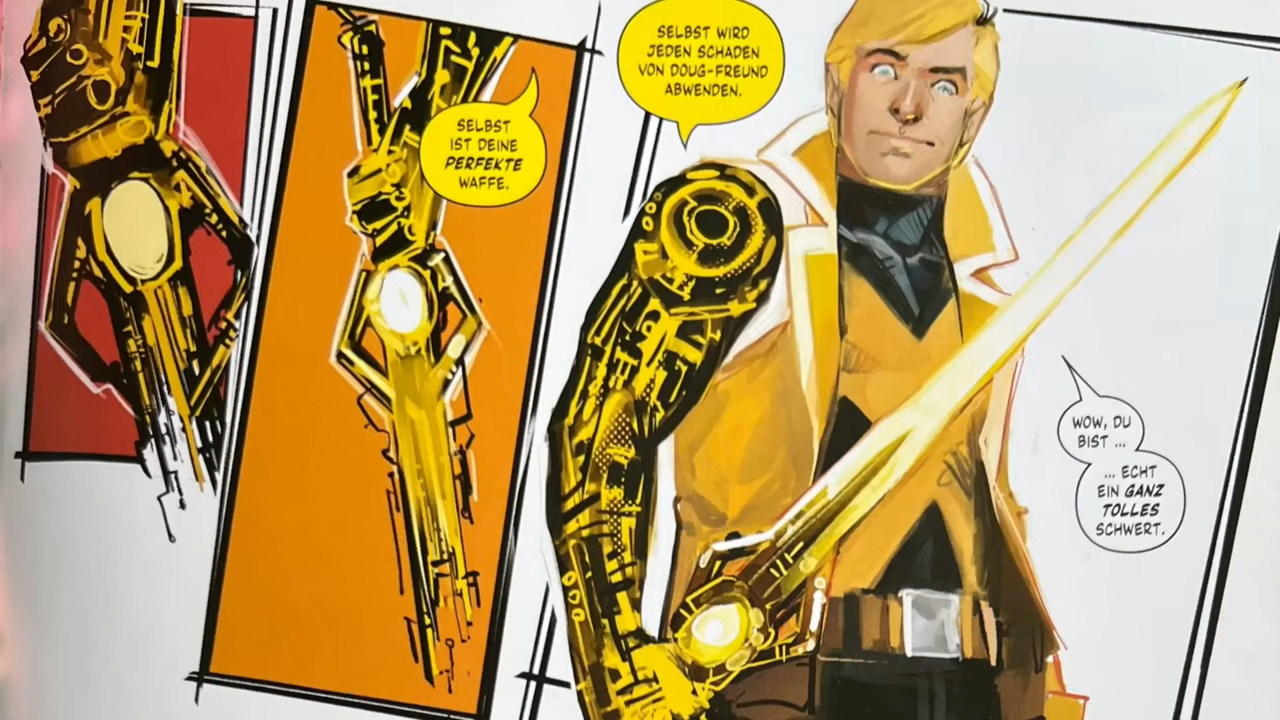 SELBST
IST DEINE
PERFEKTE
WAFFE.
SELBST WIRD
JEDEN SCHADEN
VON DOUG-FREUND
ABWENDEN.
WOW, DU
BIST ...
... ECHT
EIN GANZ
TOLLES
SCHWERT.